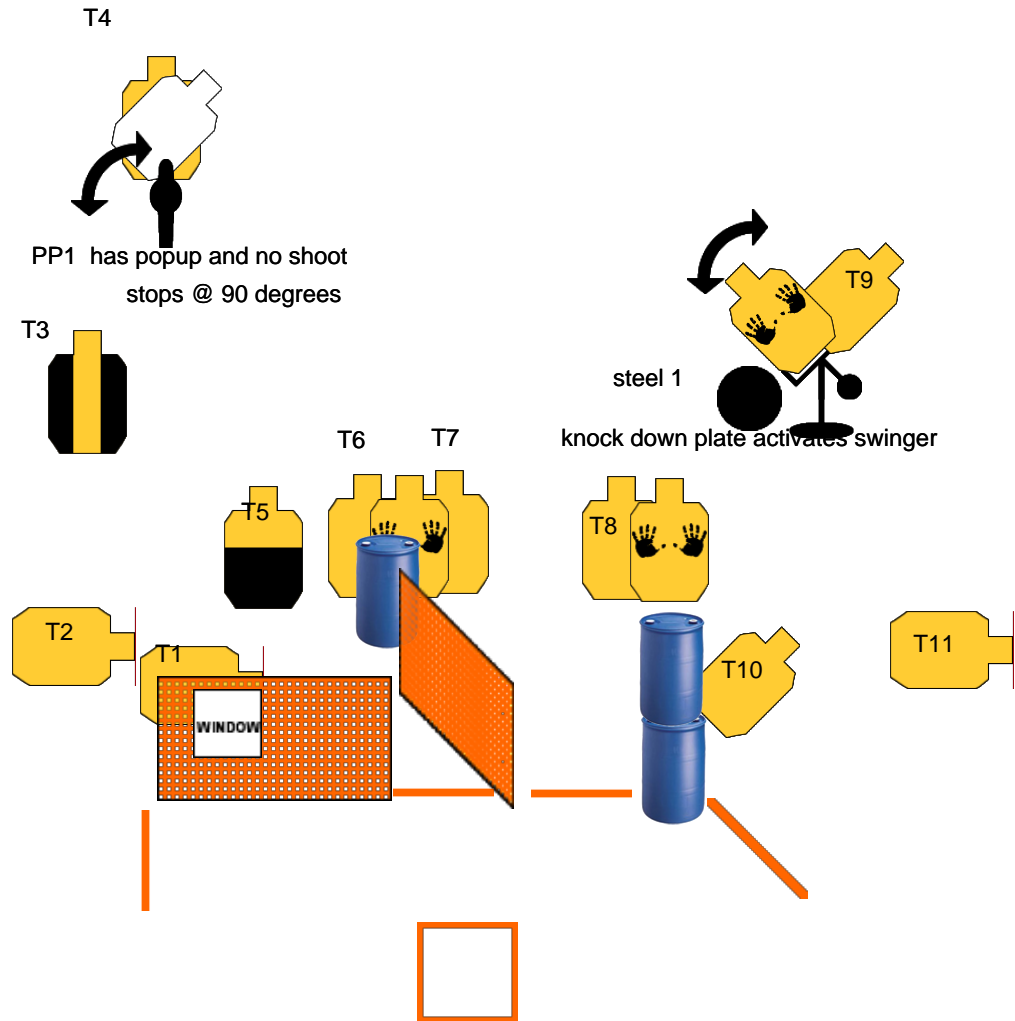 T4
PP1 has popup and no shoot
stops @ 90 degrees
T9
T3
steel 1
knock down plate activates swinger
T6
T7
T5
T8
T2
T1
T10
T11
WINDOW